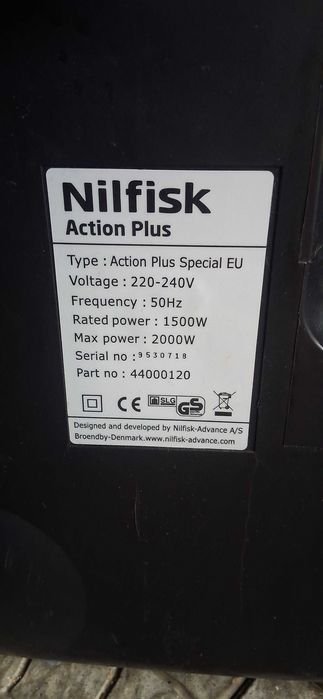 Nilfisk
Action Plus
Type : Action Plus Special EU
Voltage : 220-240V
Frequency : 50Hz
Rated power : 1500W
Max power : 2000W
Serial no : 9530718
Part no : 44000120
CE SLG GS
Designed and developed by Nilfisk-Advance A/S
Broendby-Denmark.www.nilfisk-advance.com